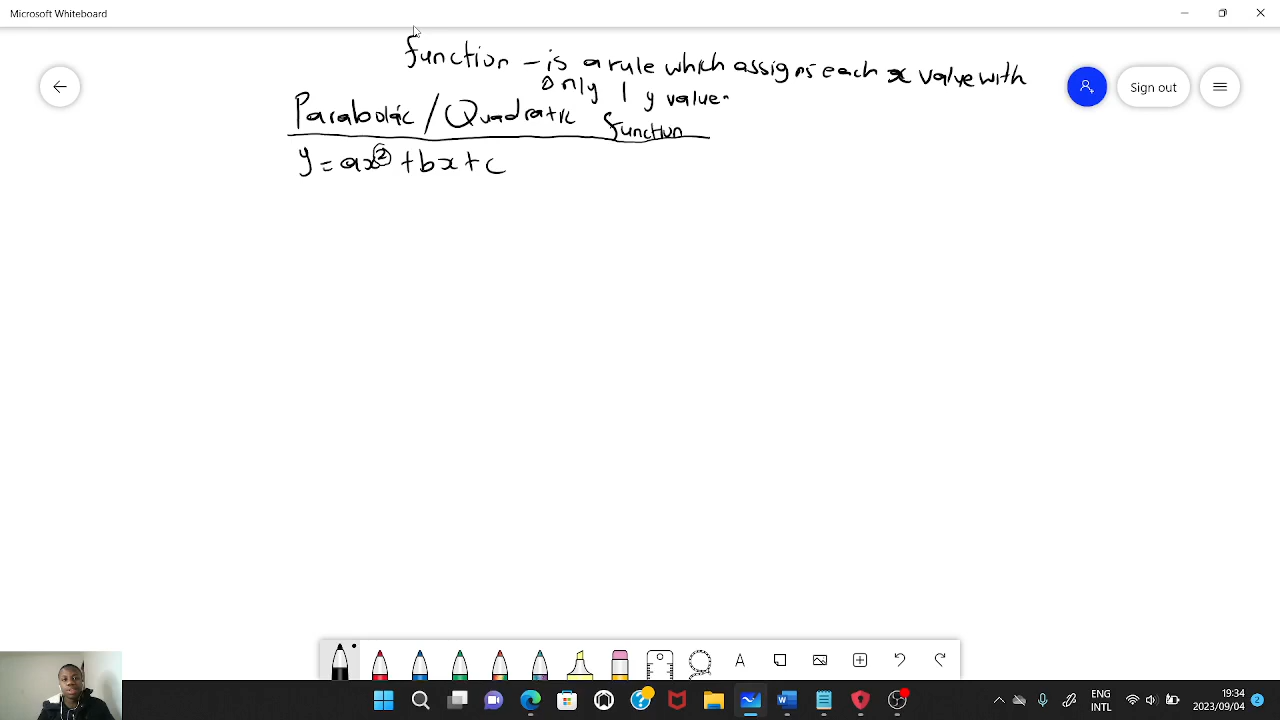 Microsoft Whiteboard
function - is a rule which assigns each x value with
only 1 y value.
Sign out
Parabolic / Quadratic function
y = ax² + bx + c
A
ENG
INTL
19:34
2023/09/04
2